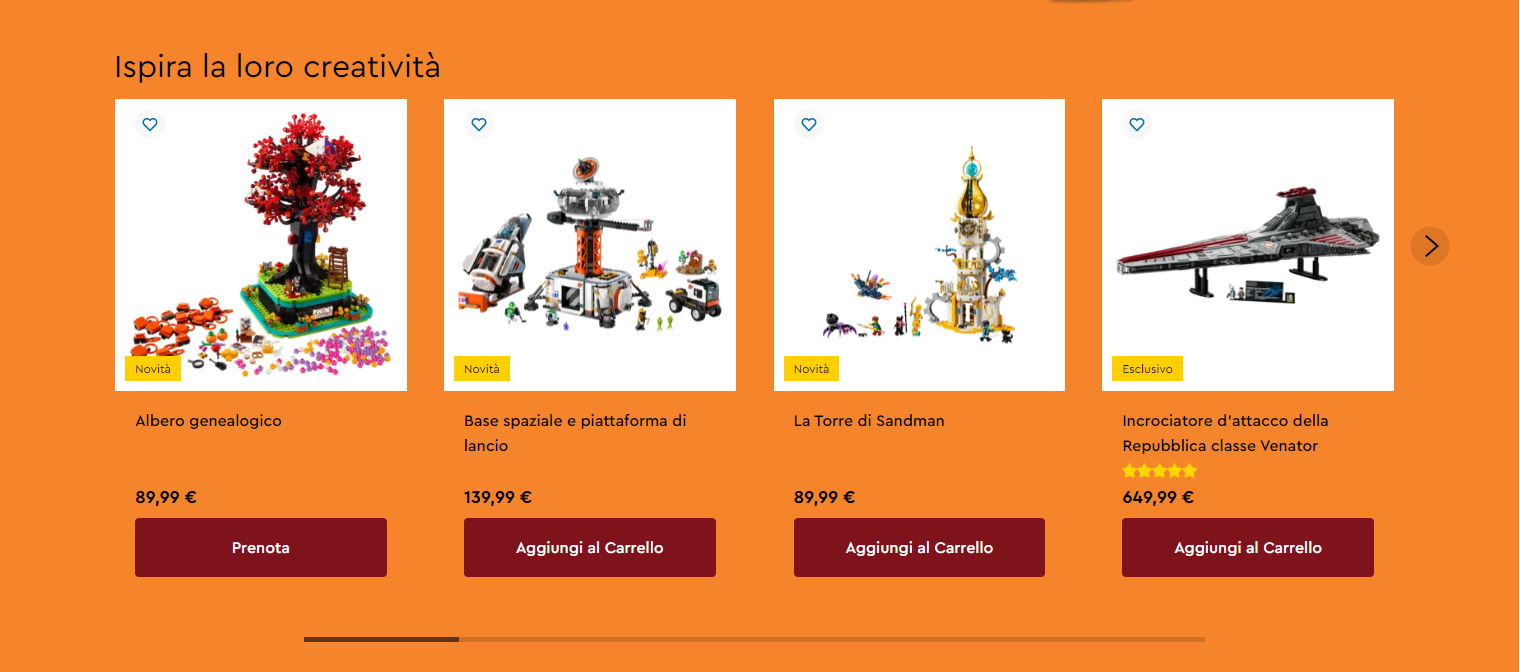 Ispira la loro creatività
Novità
Novità
Novità
Esclusivo
Albero genealogico
Base spaziale e piattaforma di
lancio
La Torre di Sandman
Incrociatore d'attacco della
Repubblica classe Venator
89,99 €
139,99 €
89,99 €
649,99 €
Prenota
Aggiungi al Carrello
Aggiungi al Carrello
Aggiungi al Carrello